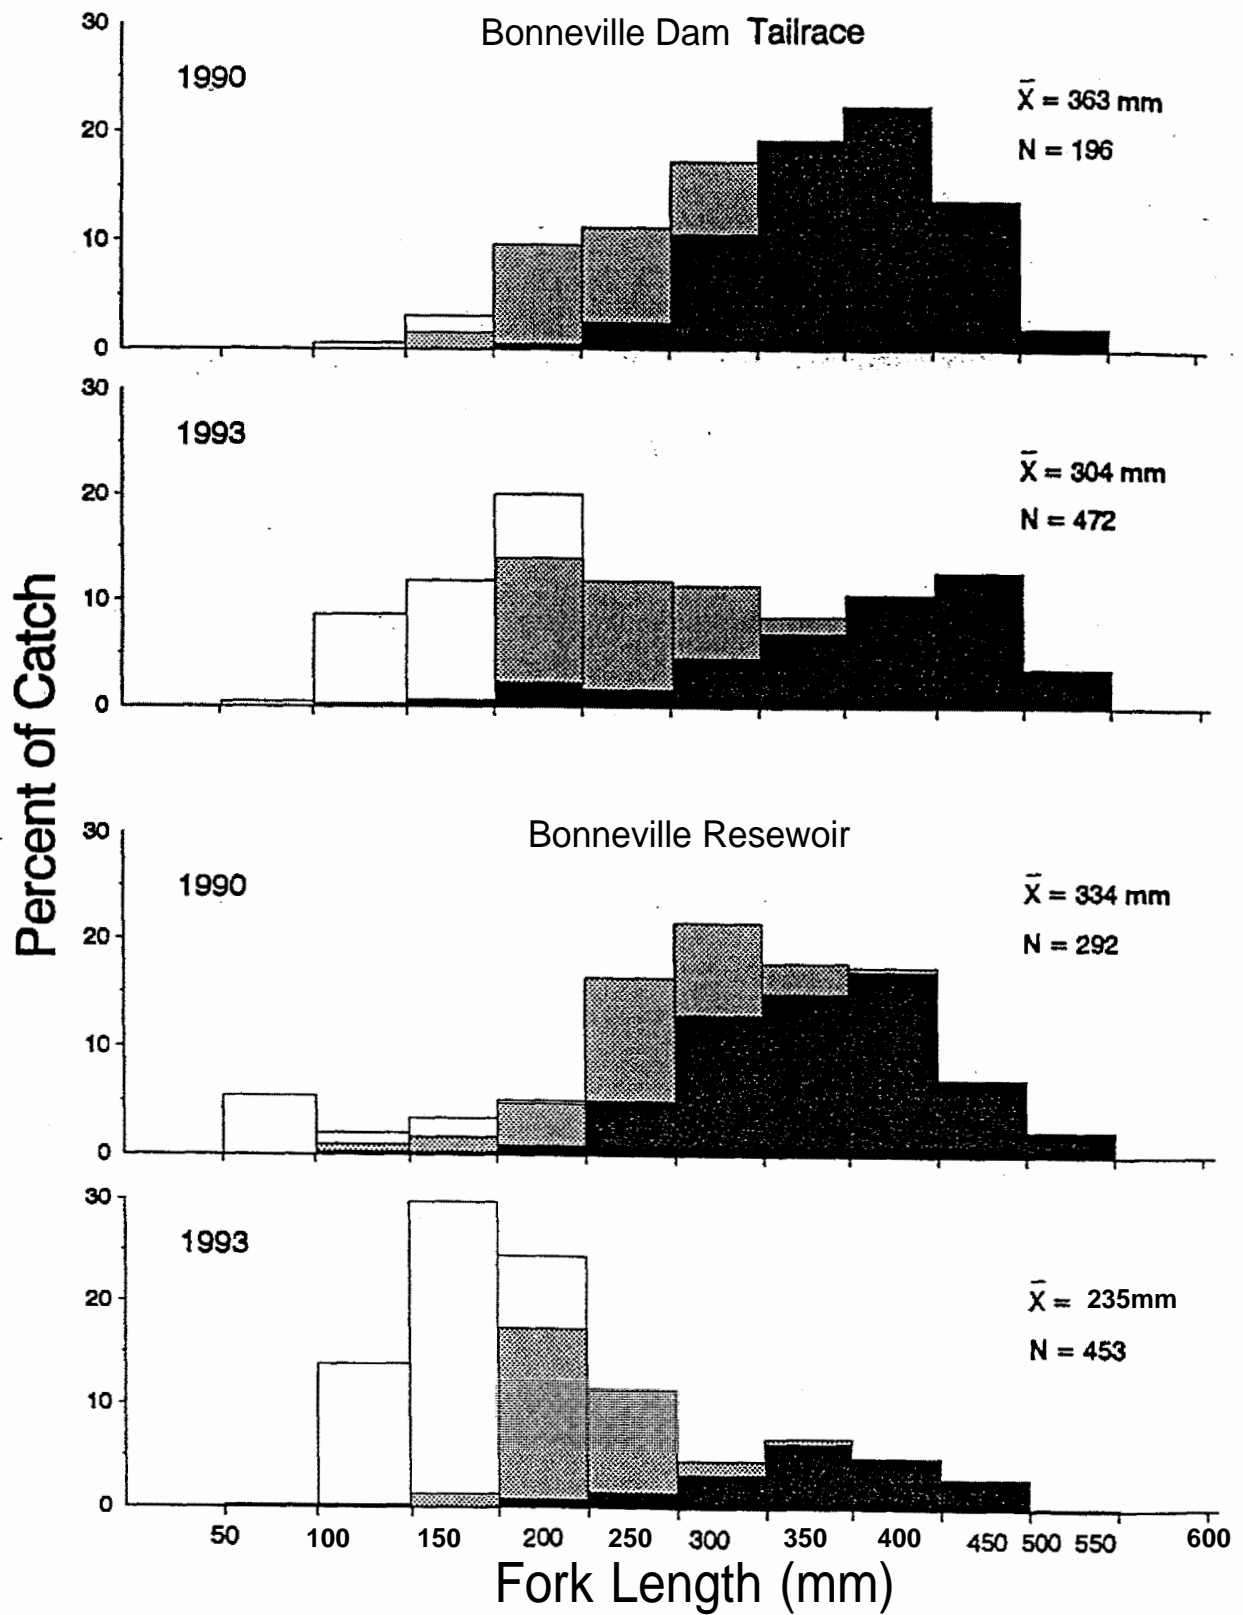 Bonneville Dam Tailrace
30
20
10
0
1990
X̄ = 363 mm
N = 196
30
20
10
0
1993
X̄ = 304 mm
N = 472
Percent of Catch
Bonneville Resewoir
30
20
10
0
1990
X̄ = 334 mm
N = 292
30
20
10
0
1993
X̄ = 235mm
N = 453
50 100 150 200 250 300 350 400 450 500 550 600
Fork Length (mm)